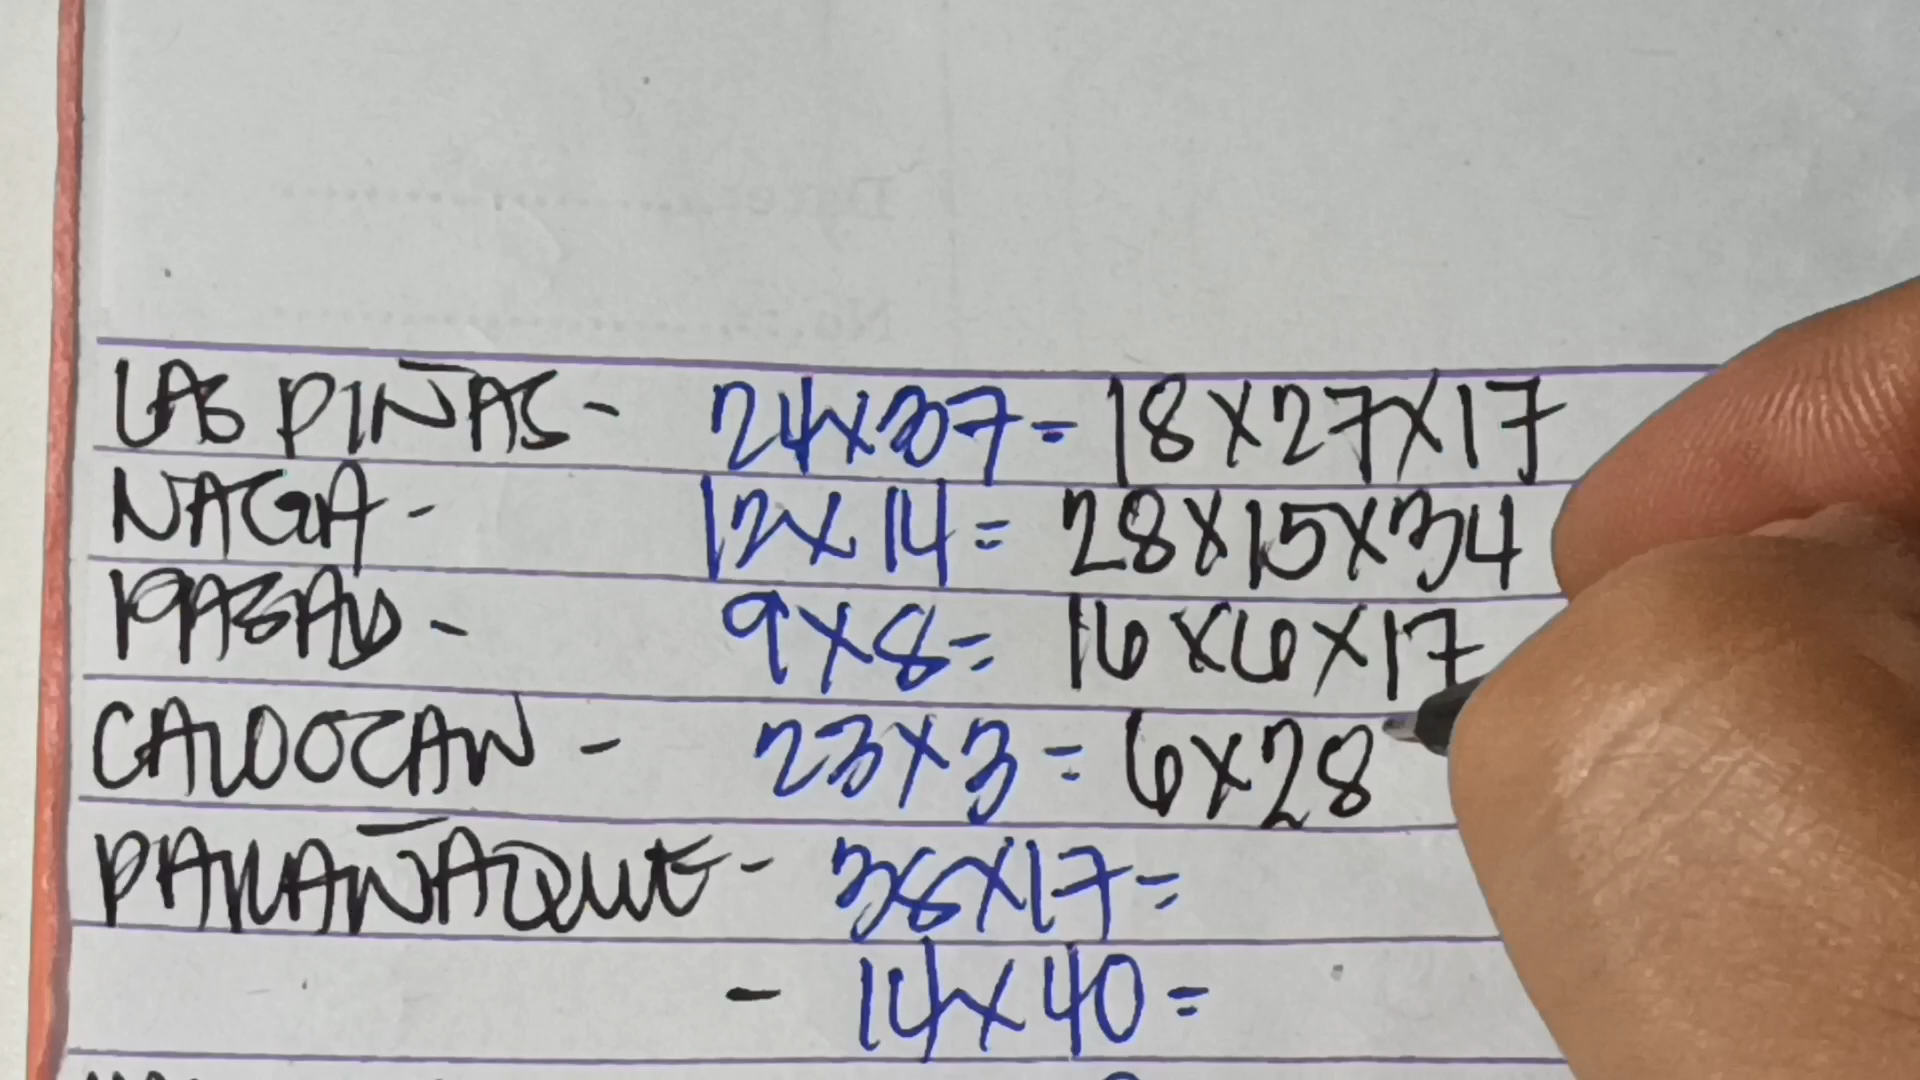 LAS PIÑAS - 24x37= 18x27x17
NAGA - 12x14= 28x15x34
PASAY - 9x8= 16x6x17
CALOOCAN - 23x3= 6x28
PARAÑAQUE - 38x17=
- 14x40=